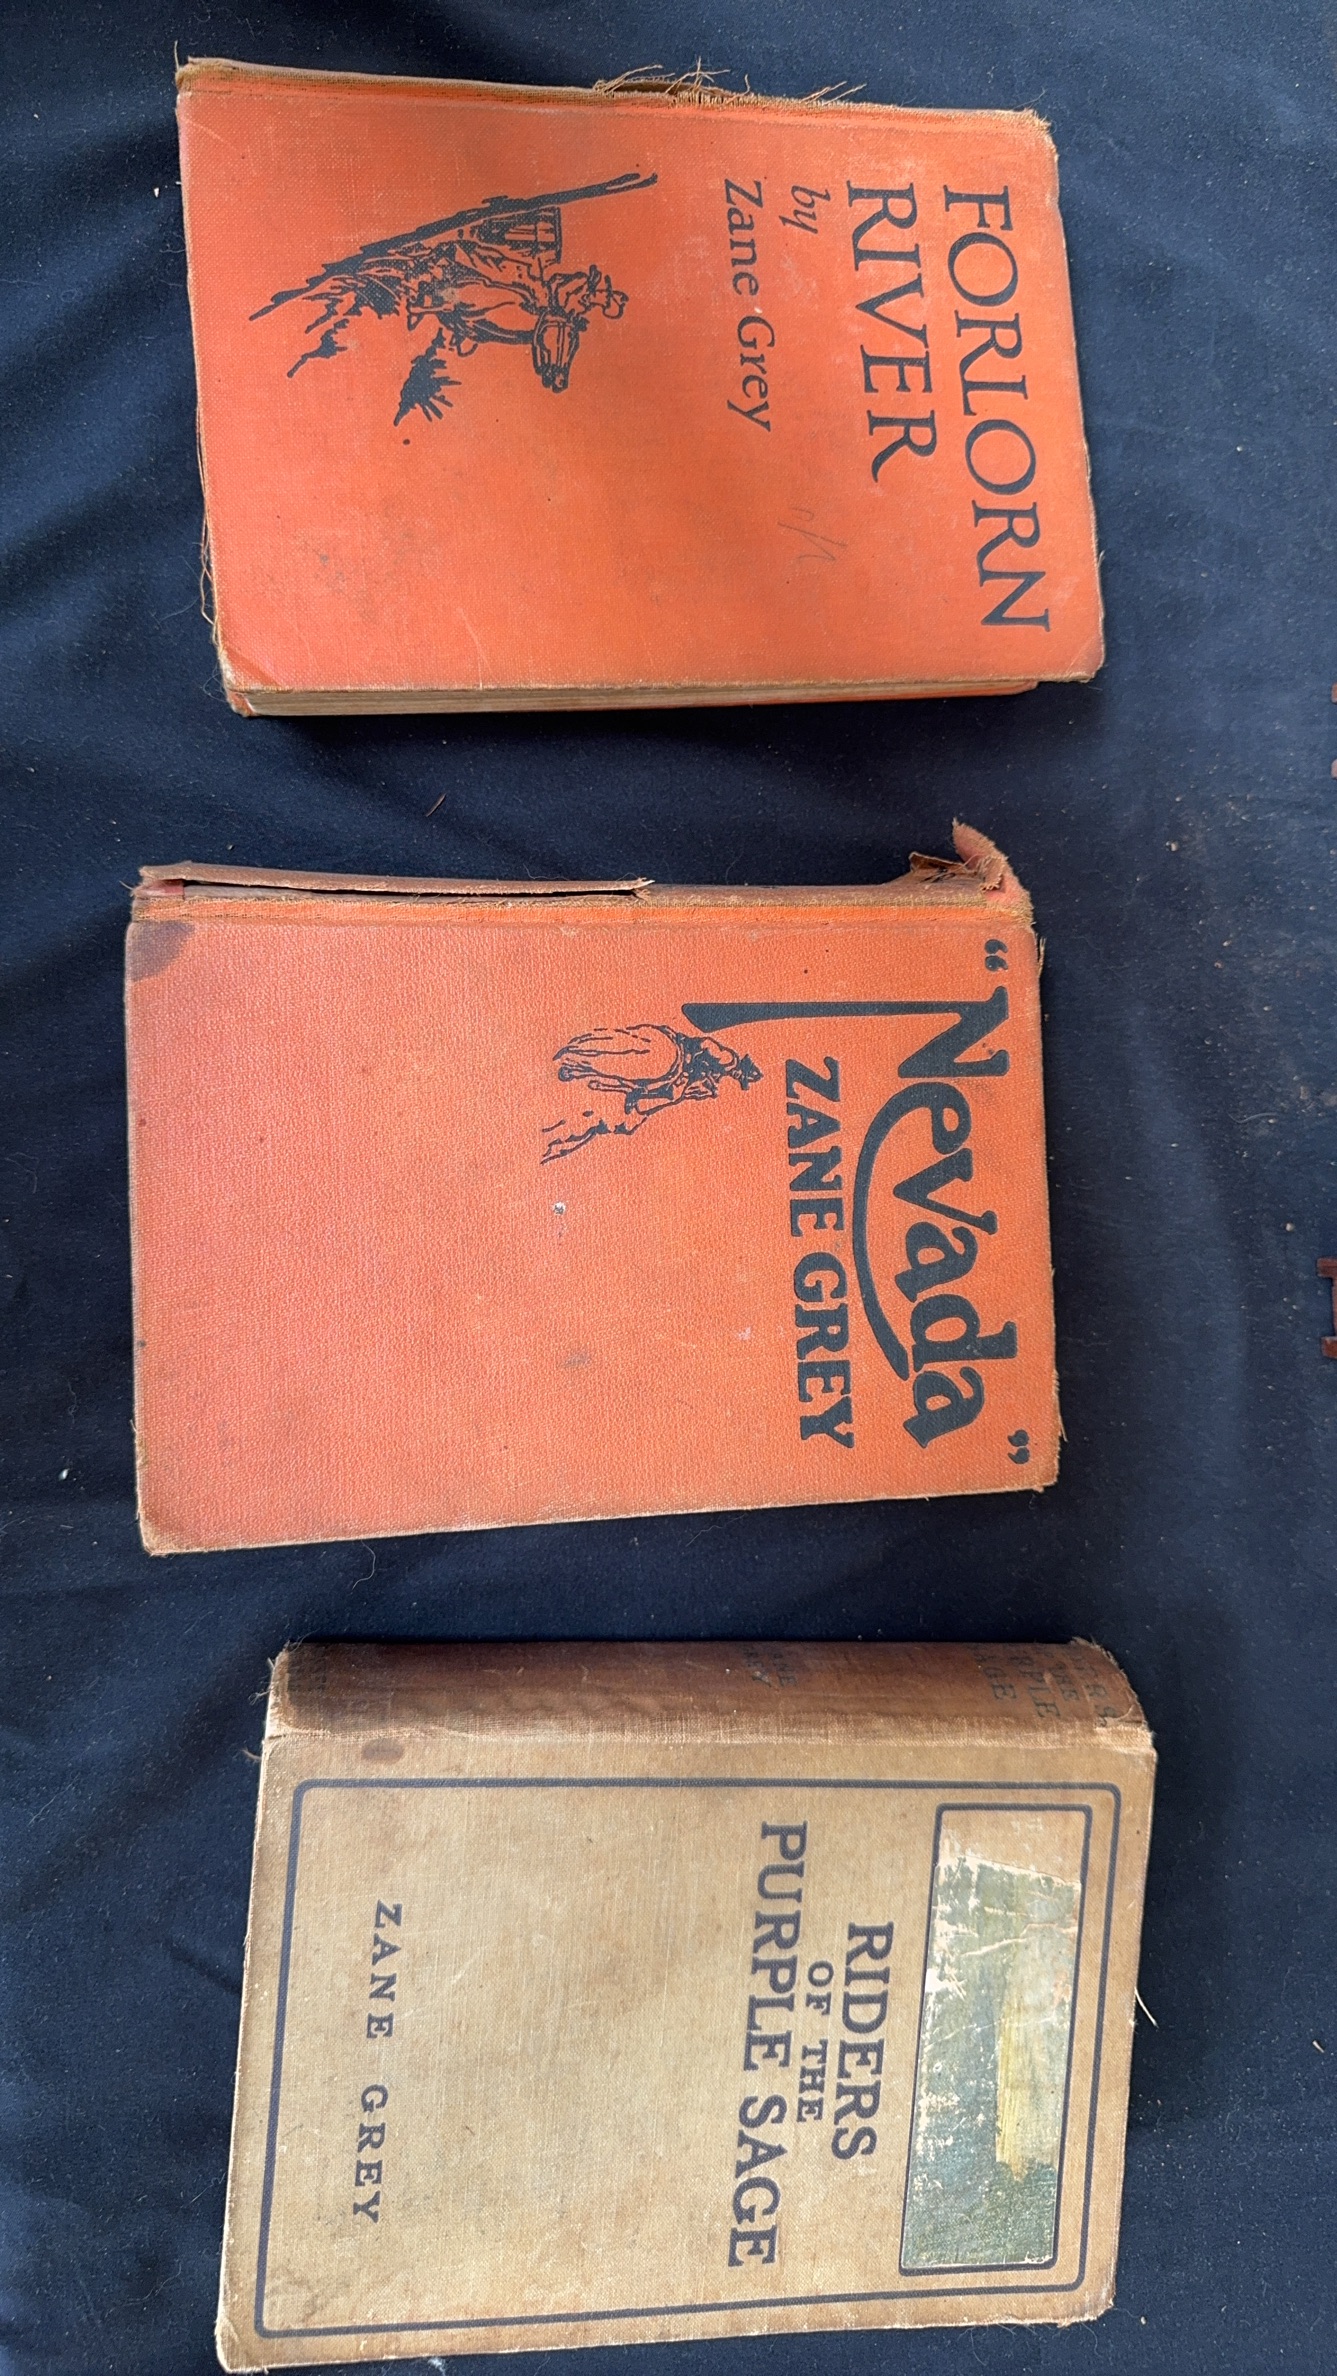 FORLORN
RIVER
by
Zane Grey
"Nevada"
ZANE GREY
RIDERS
OF THE
PURPLE SAGE
ZANE GREY